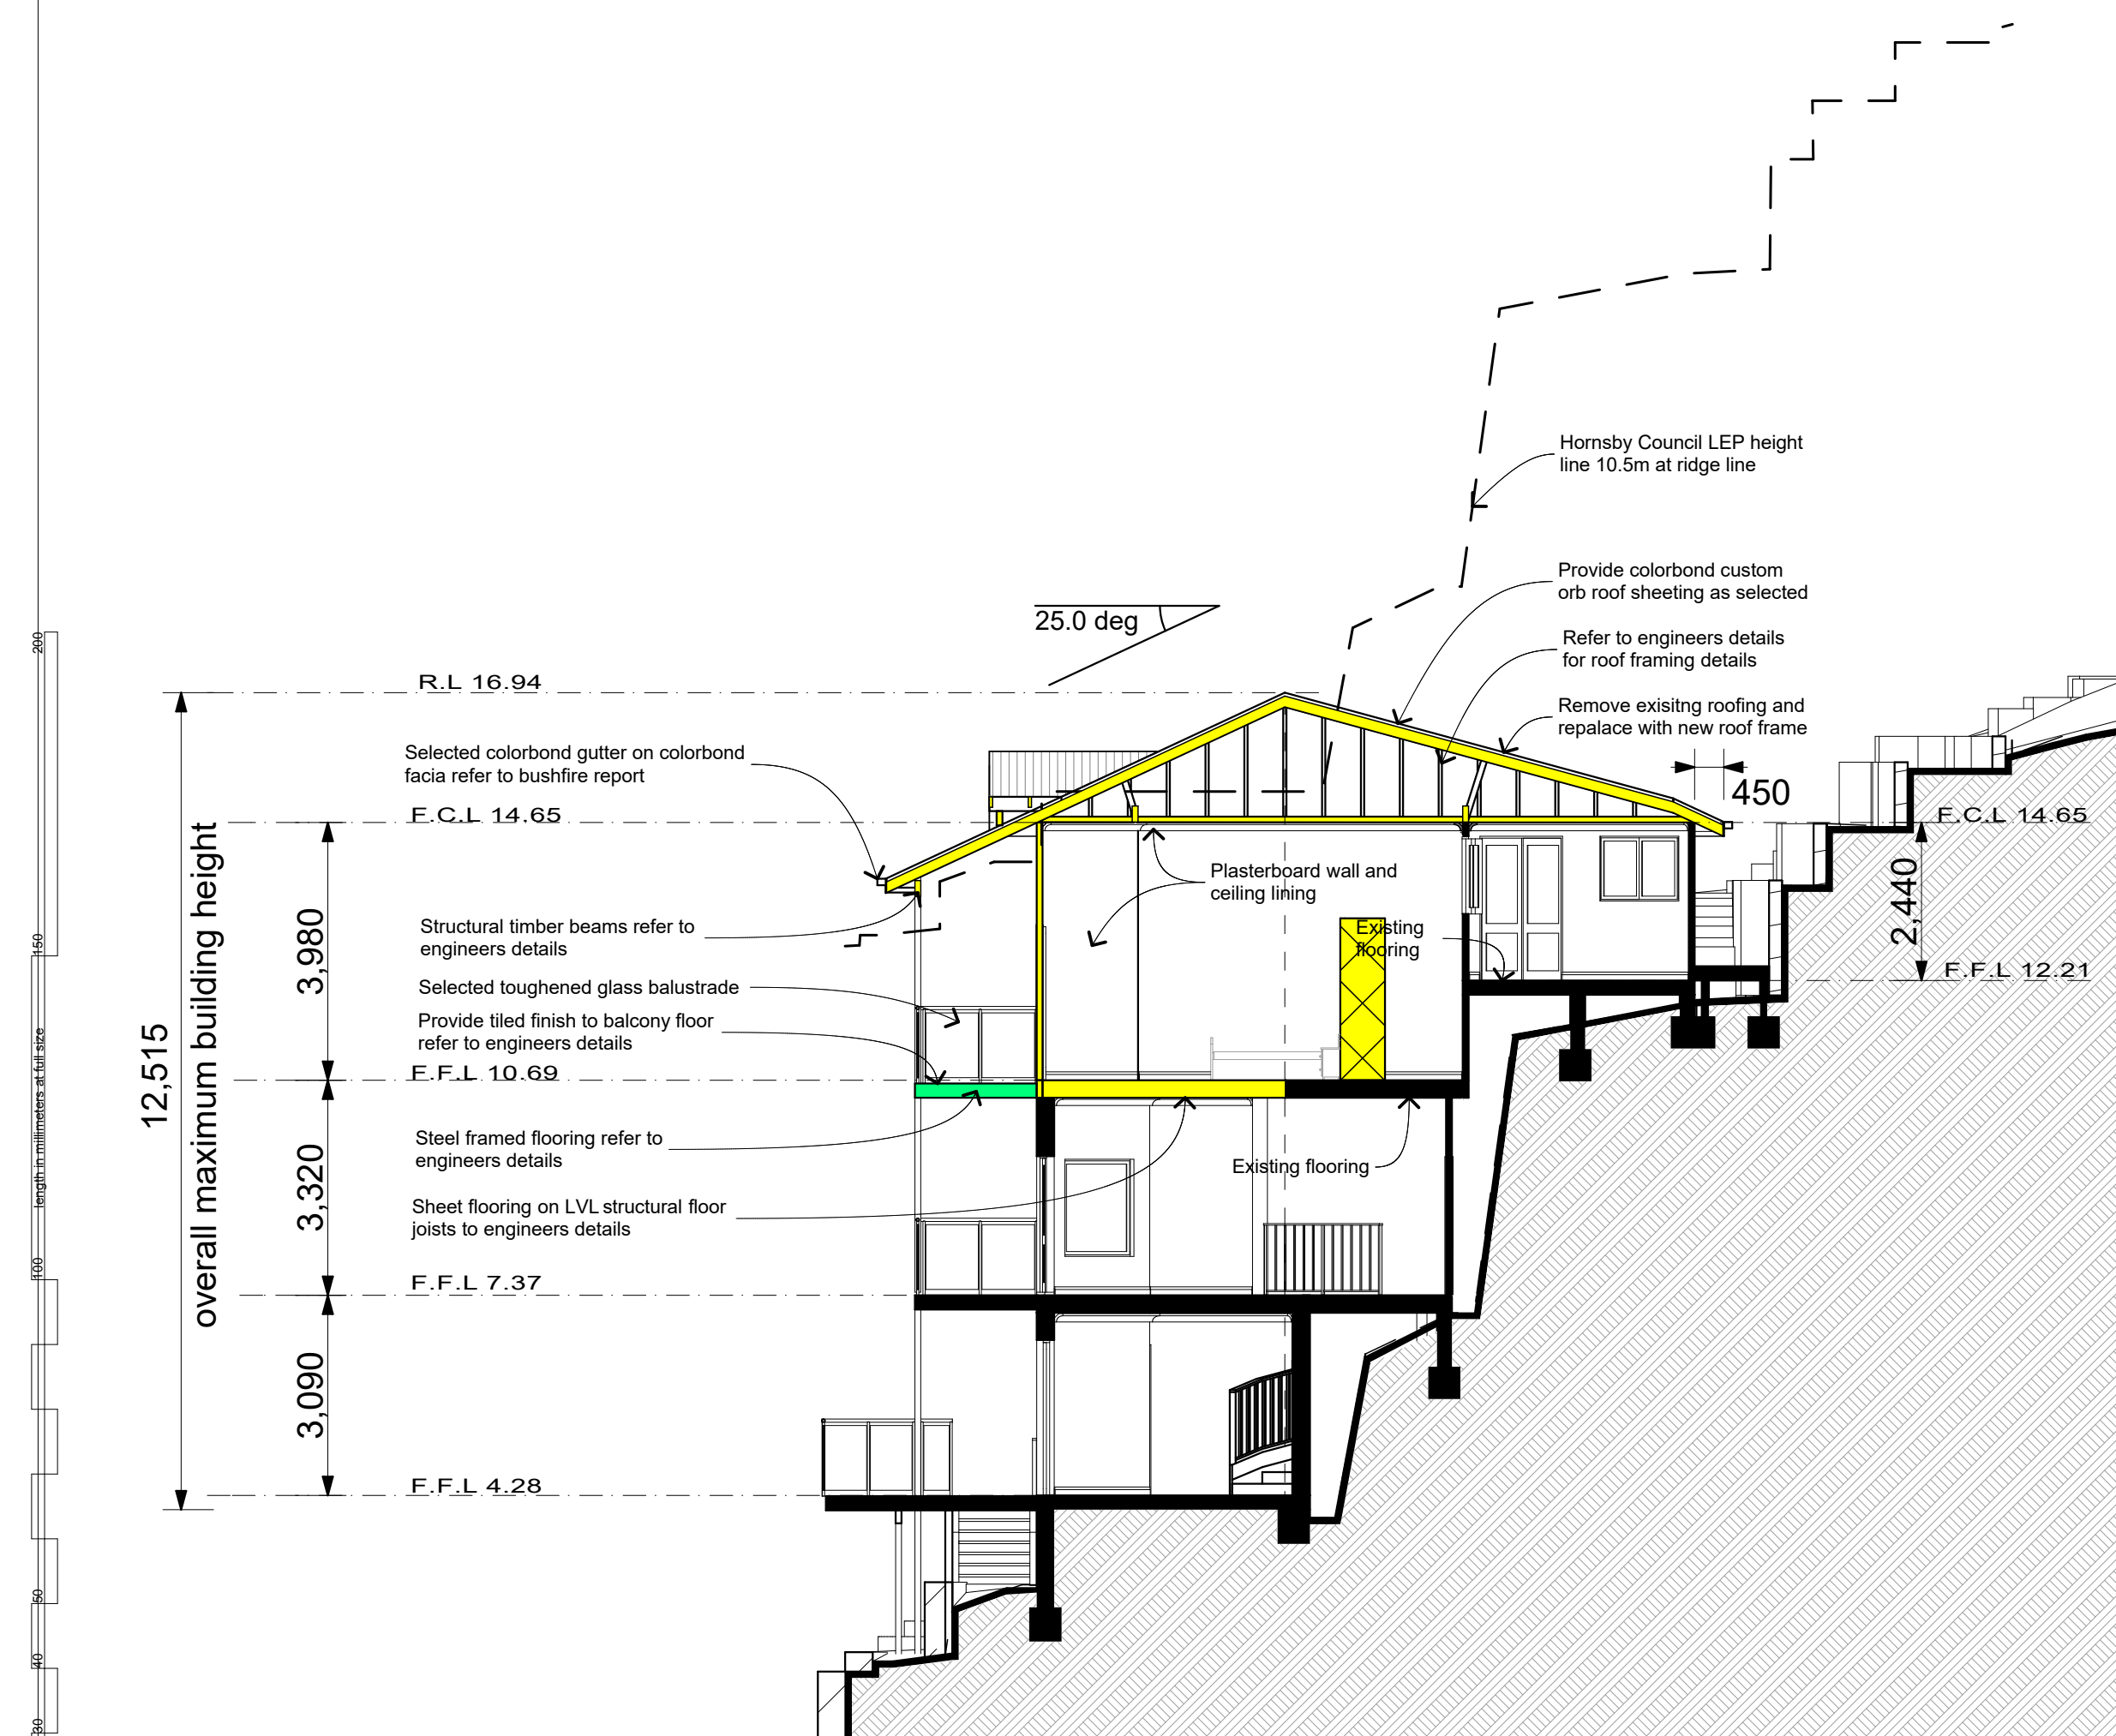 Hornsby Council LEP height
line 10.5m at ridge line
Provide colorbond custom
orb roof sheeting as selected
25.0 deg
Refer to engineers details
for roof framing details
R.L 16.94
Remove exisitng roofing and
repalace with new roof frame
Selected colorbond gutter on colorbond
facia refer to bushfire report
450
F.C.L 14.65
F.C.L 14.65
Plasterboard wall and
ceiling lining
2,440
Structural timber beams refer to
engineers details
Existing
flooring
3,980
F.F.L 12.21
Selected toughened glass balustrade
Provide tiled finish to balcony floor
refer to engineers details
F.F.L 10.69
12,515
overall maximum building height
Steel framed flooring refer to
engineers details
Existing flooring
3,320
Sheet flooring on LVL structural floor
joists to engineers details
F.F.L 7.37
3,090
F.F.L 4.28
200
150
length in millimeters at full size
100
50
40
30